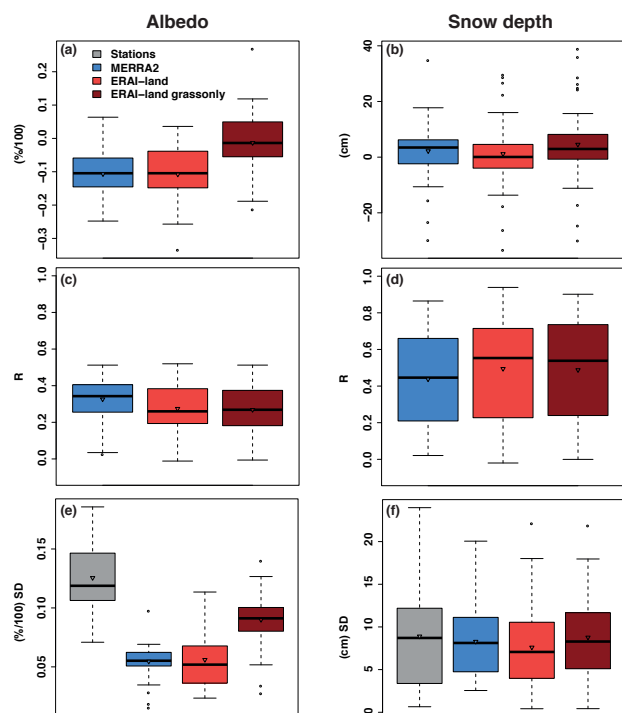 Albedo
Snow depth
(a)
Stations
MERRA2
ERAI−land
ERAI−land grassonly
(%/100)
0.2
0.1
0.0
−0.1
−0.2
−0.3
(b)
(cm)
40
20
0
−20
(c)
R
1.0
0.8
0.6
0.4
0.2
0.0
(d)
R
1.0
0.8
0.6
0.4
0.2
0.0
(e)
(%/100) SD
0.15
0.10
0.05
(f)
(cm) SD
20
15
10
5
0